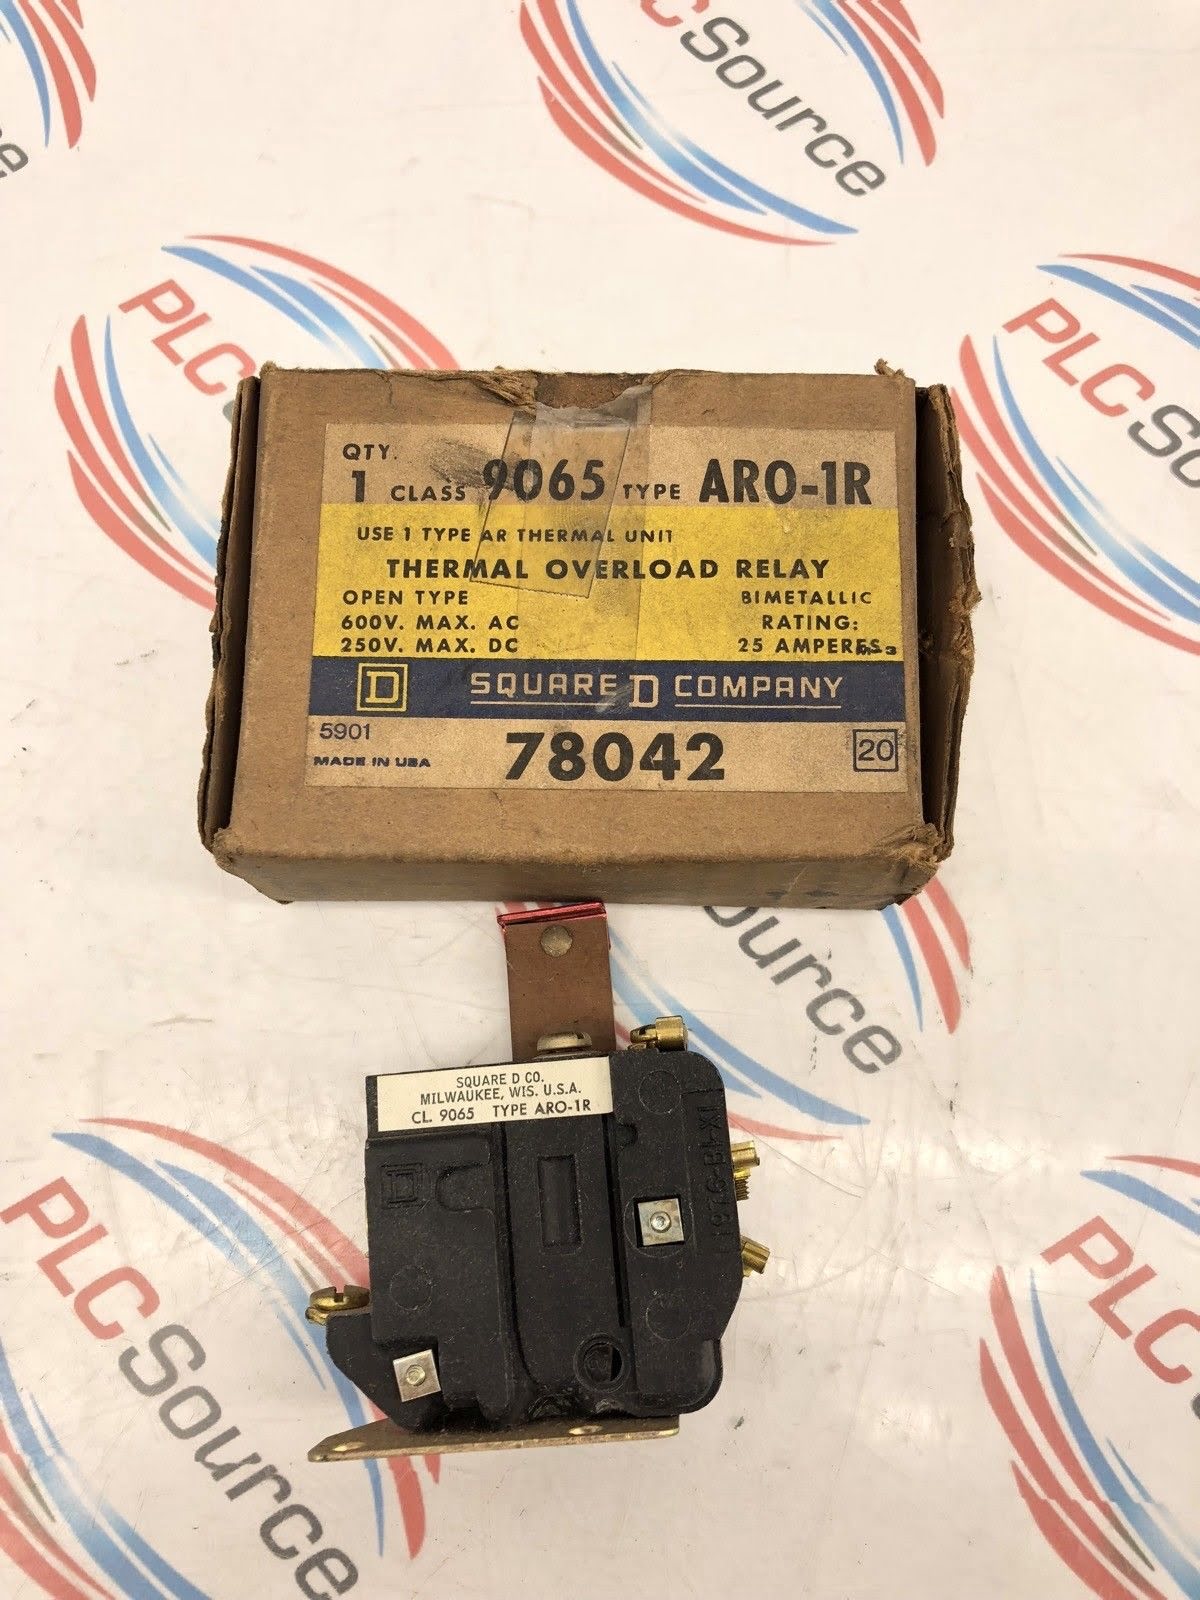 PLC Source
PLC Source
PLC Source
QTY.
1 CLASS 9065 TYPE ARO-1R
USE 1 TYPE AR THERMAL UNIT
THERMAL OVERLOAD RELAY
OPEN TYPE BIMETALLIC
600V. MAX. AC RATING:
250V. MAX. DC 25 AMPERES
D SQUARE D COMPANY
5901
MADE IN USA 78042 20
Source
SQUARE D CO.
MILWAUKEE, WIS. U.S.A.
CL. 9065 TYPE ARO-1R
D
PLC Source
PLC Source